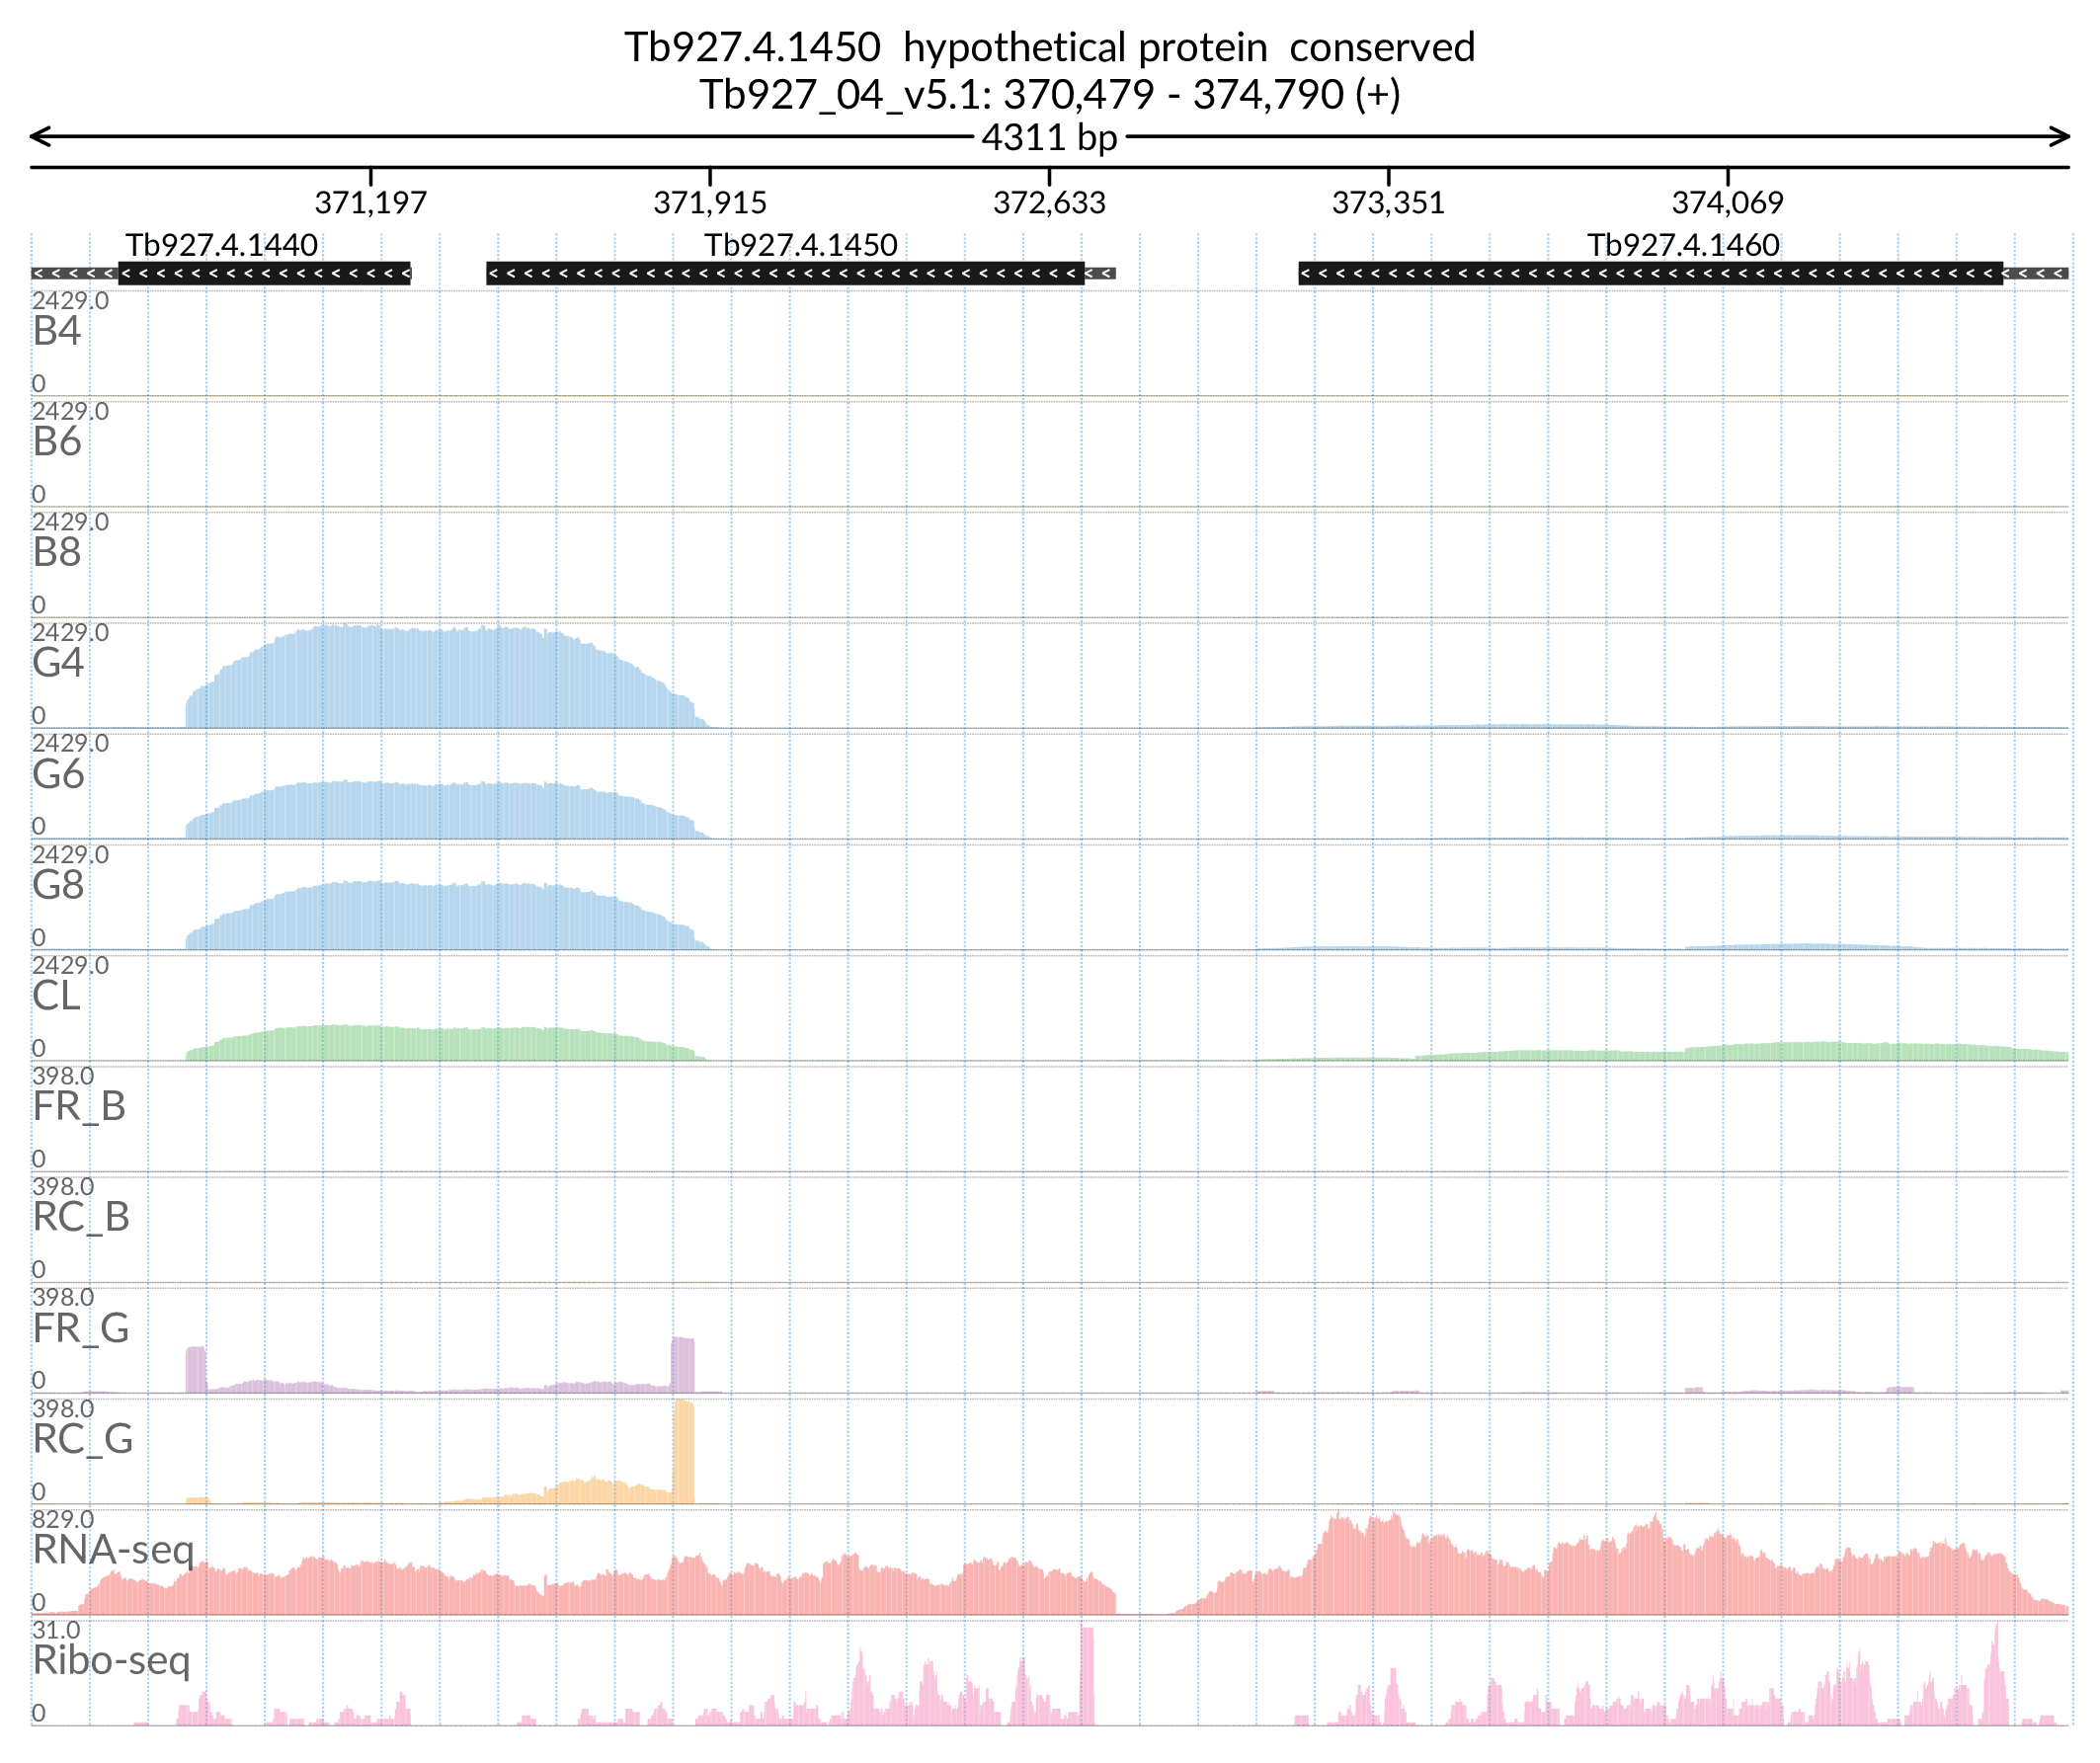 Tb927.4.1450 hypothetical protein conserved
Tb927_04_v5.1: 370,479 - 374,790 (+)
4311 bp
371,197 371,915 372,633 373,351 374,069
Tb927.4.1440 Tb927.4.1450 Tb927.4.1460
2429.0
B4
0
2429.0
B6
0
2429.0
B8
0
2429.0
G4
0
2429.0
G6
0
2429.0
G8
0
2429.0
CL
0
398.0
FR_B
0
398.0
RC_B
0
398.0
FR_G
0
398.0
RC_G
0
829.0
RNA-seq
0
31.0
Ribo-seq
0